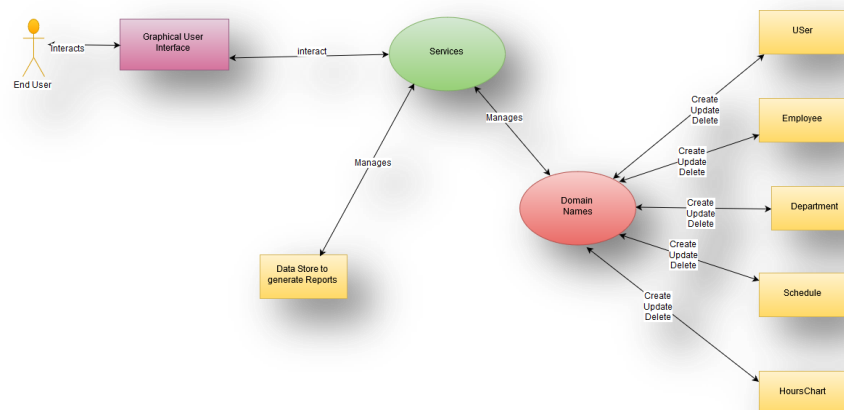 End User
Interacts
Graphical User
Interface
interact
Services
Manages
Data Store to
generate Reports
Manages
Domain
Names
Create
Update
Delete
USer
Create
Update
Delete
Employee
Create
Update
Delete
Department
Create
Update
Delete
Schedule
Create
Update
Delete
HoursChart